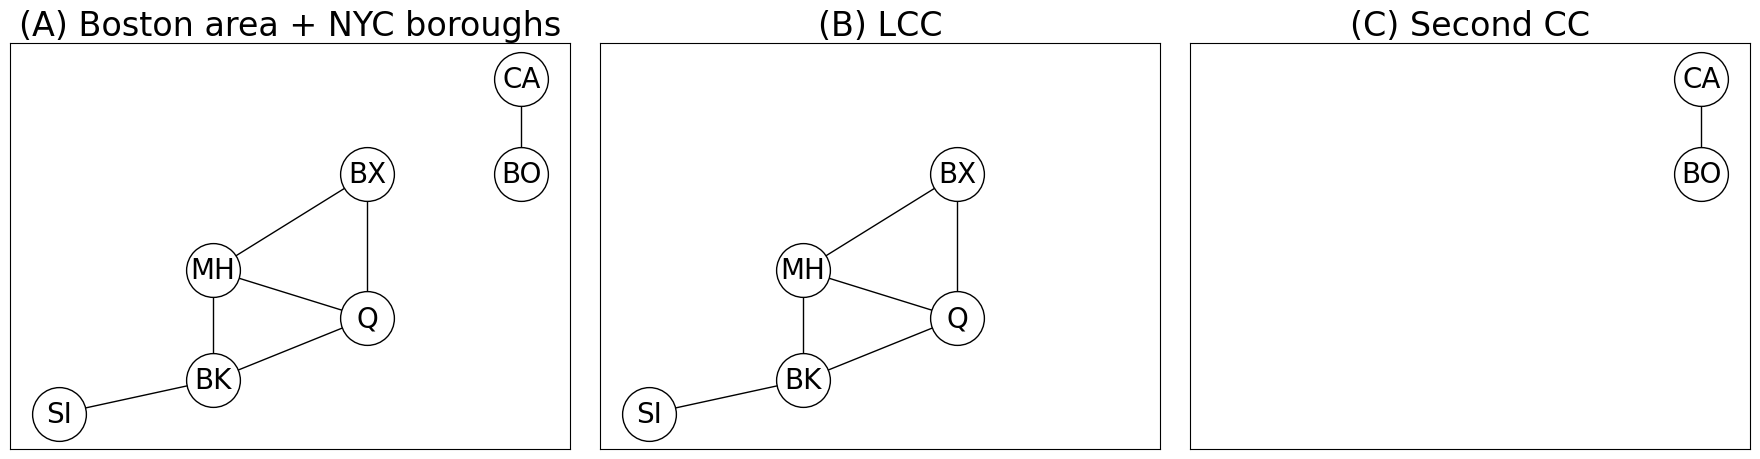 (A) Boston area + NYC boroughs
CA
BO
BX
MH
Q
BK
SI
(B) LCC
BX
MH
Q
BK
SI
(C) Second CC
CA
BO